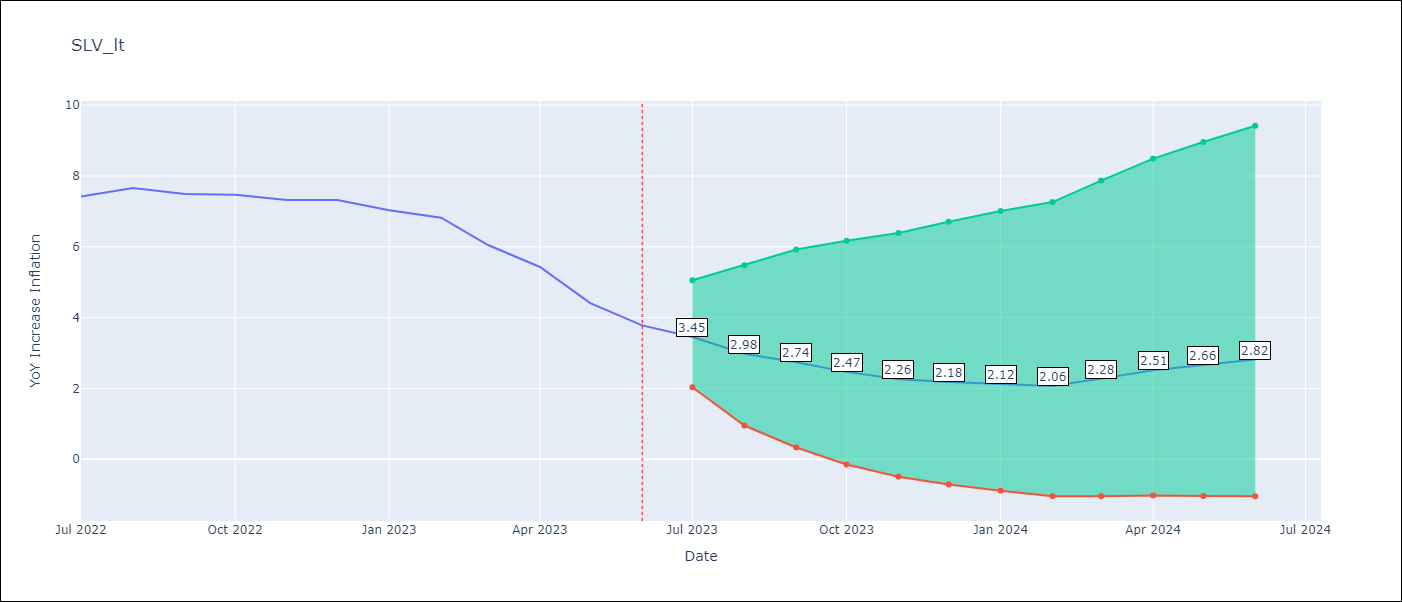 SLV_lt
YoY Increase Inflation
10
8
6
4
2
0
3.45
2.98
2.74
2.47
2.26
2.18
2.12
2.06
2.28
2.51
2.66
2.82
Jul 2022
Oct 2022
Jan 2023
Apr 2023
Jul 2023
Oct 2023
Jan 2024
Apr 2024
Jul 2024
Date